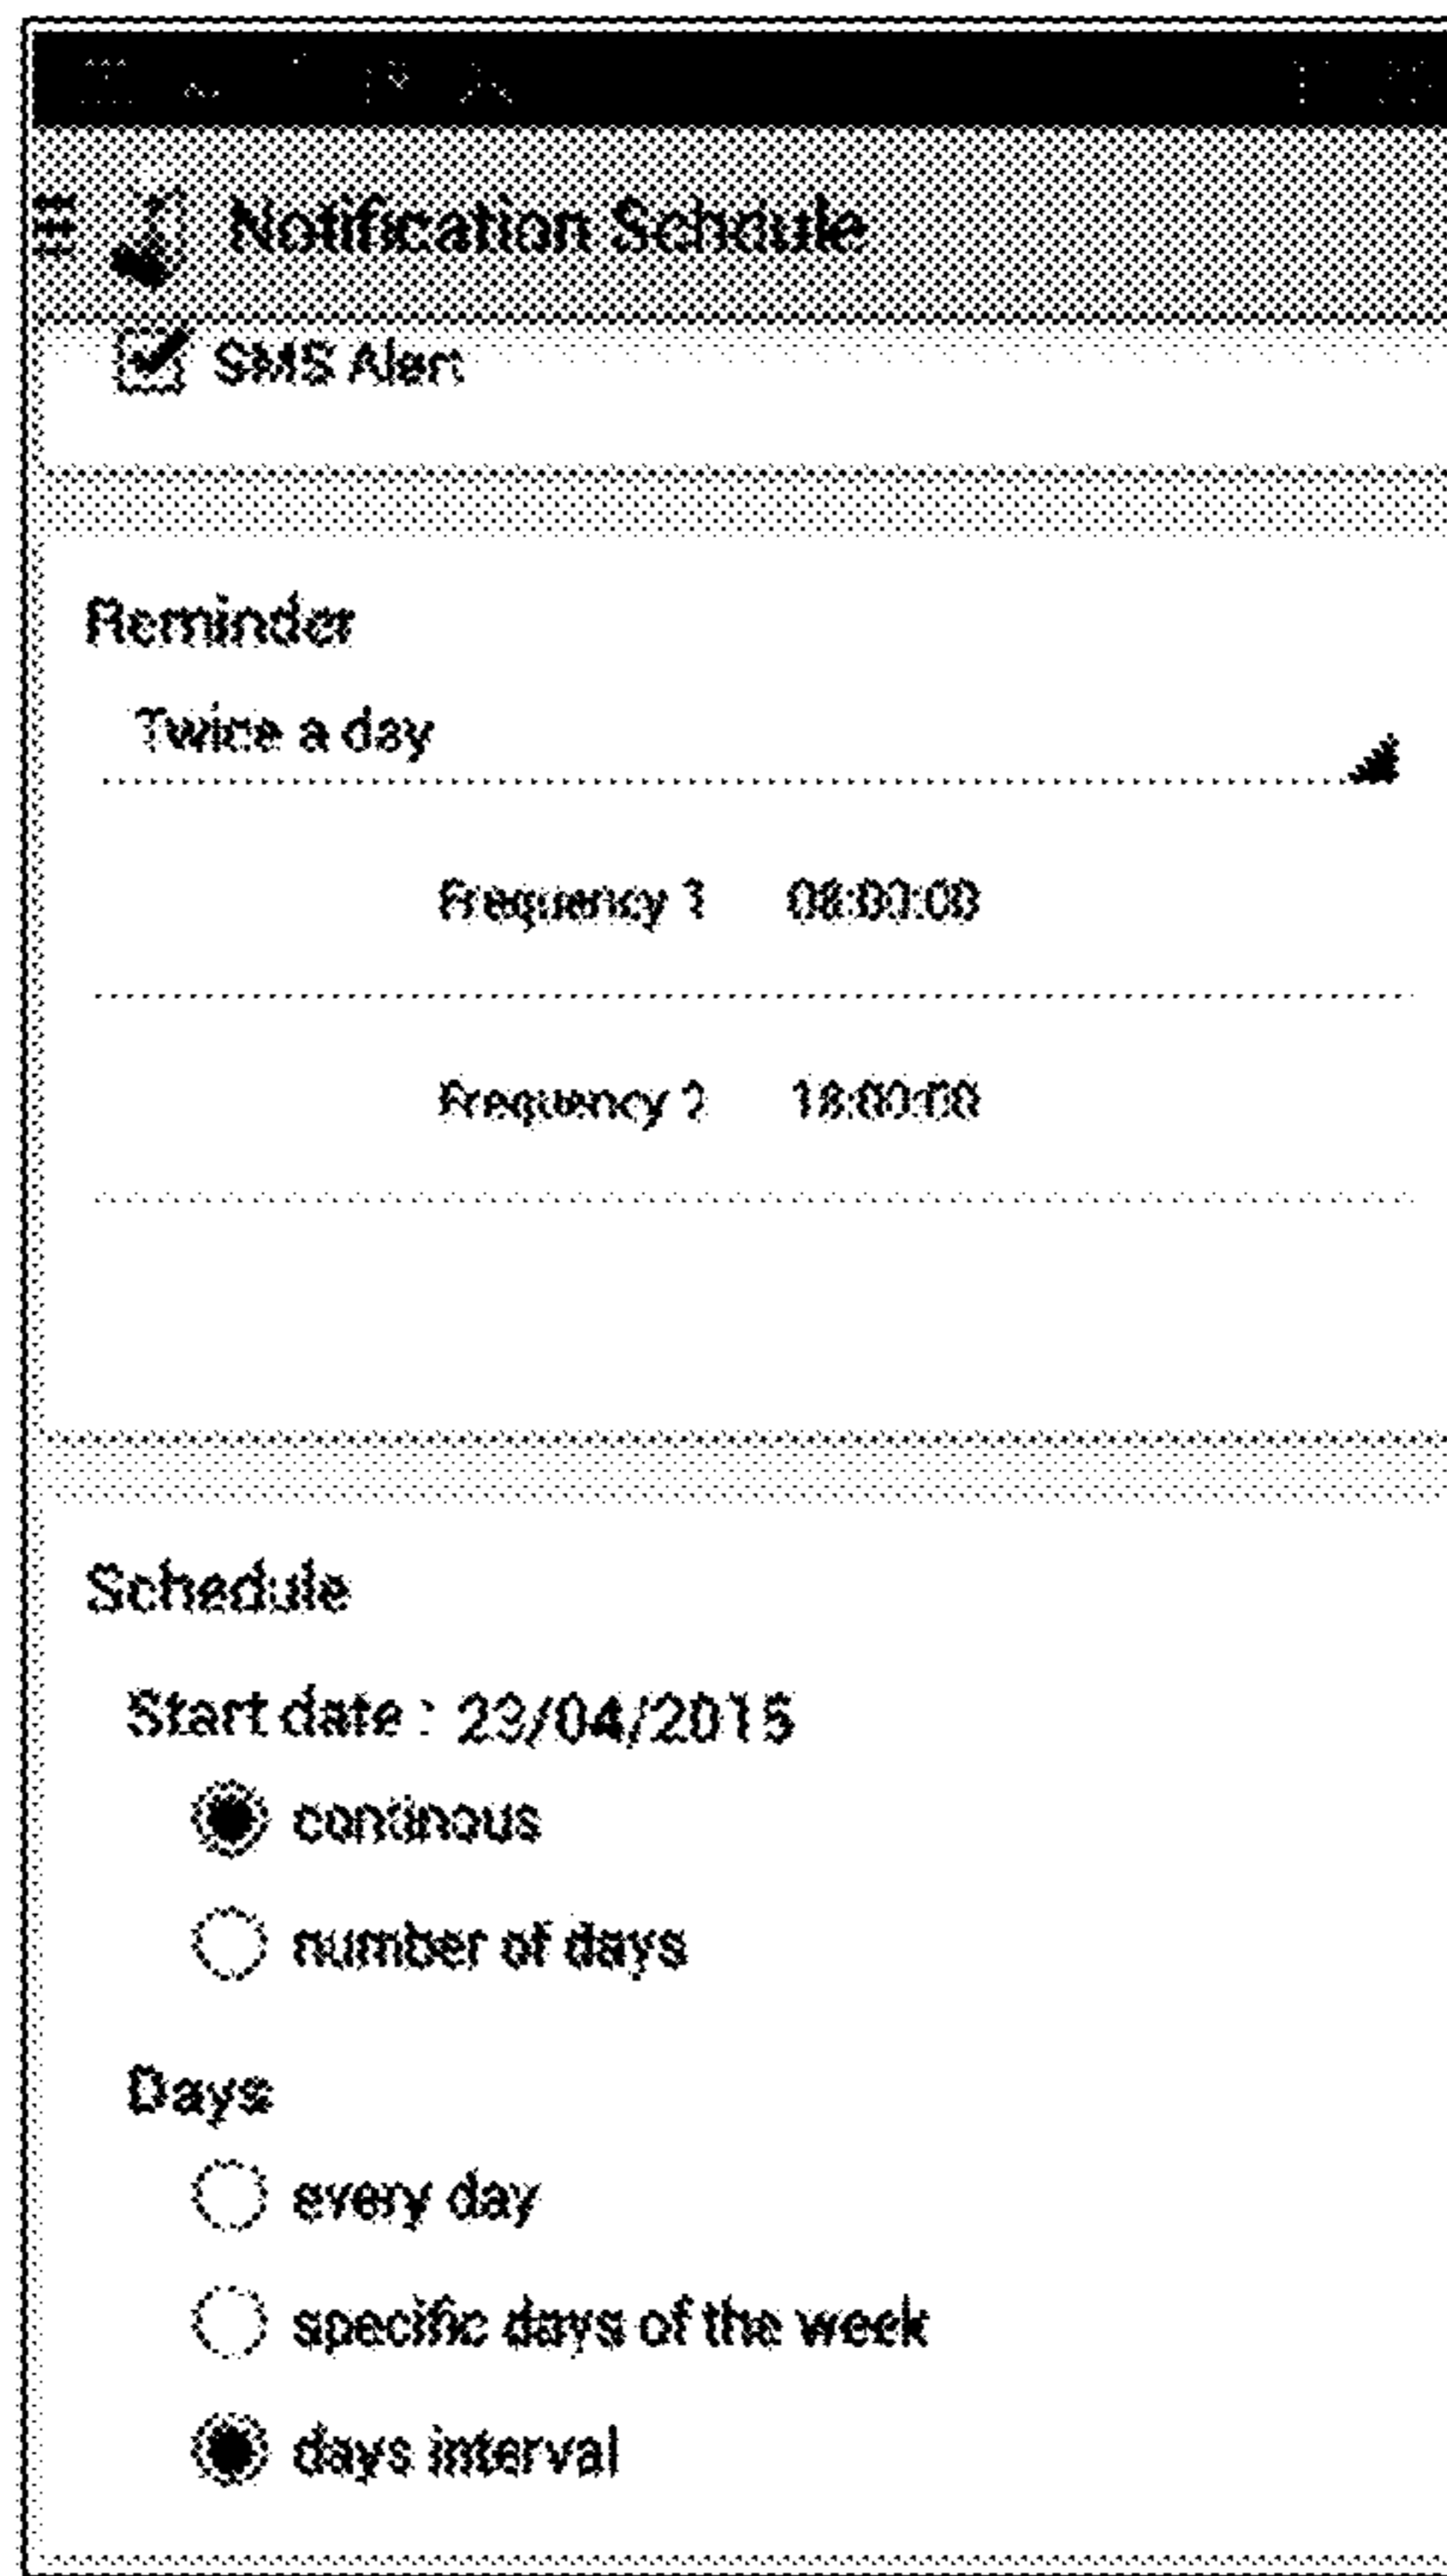 Notification Schdule
SMS Alert
Reminder
Twice a day
Frequency 1 08:00:00
Frequency 2 18:00:00
Schedule
Start date : 23/04/2015
continous
number of days
Days
every day
specific days of the week
days interval